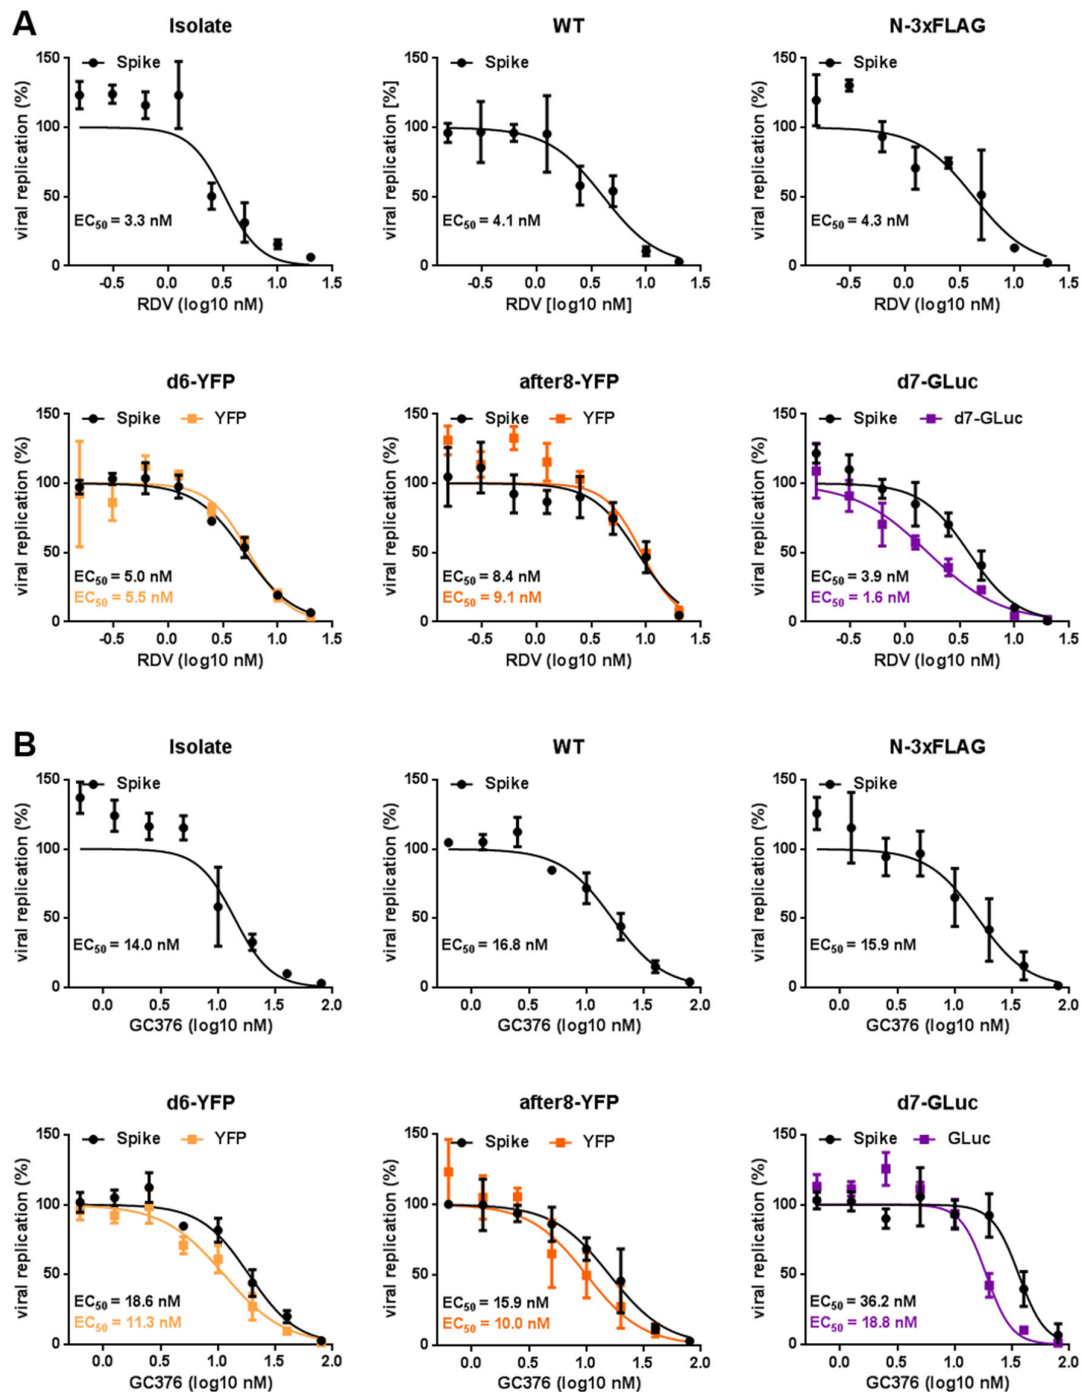 A
Isolate
WT
N-3xFLAG
150
100
50
0
viral replication (%)
Spike
EC50 = 3.3 nM
-0.5 0.0 0.5 1.0 1.5
RDV (log10 nM)
150
100
50
0
viral replication [%]
Spike
EC50 = 4.1 nM
-0.5 0.0 0.5 1.0 1.5
RDV [log10 nM]
150
100
50
0
viral replication (%)
Spike
EC50 = 4.3 nM
-0.5 0.0 0.5 1.0 1.5
RDV (log10 nM)
d6-YFP
after8-YFP
d7-GLuc
150
100
50
0
viral replication (%)
Spike YFP
EC50 = 5.0 nM
EC50 = 5.5 nM
-0.5 0.0 0.5 1.0 1.5
RDV (log10 nM)
150
100
50
0
viral replication (%)
Spike YFP
EC50 = 8.4 nM
EC50 = 9.1 nM
-0.5 0.0 0.5 1.0 1.5
RDV (log10 nM)
150
100
50
0
viral replication (%)
Spike d7-GLuc
EC50 = 3.9 nM
EC50 = 1.6 nM
-0.5 0.0 0.5 1.0 1.5
RDV (log10 nM)
B
Isolate
WT
N-3xFLAG
150
100
50
0
viral replication (%)
Spike
EC50 = 14.0 nM
0.0 0.5 1.0 1.5 2.0
GC376 (log10 nM)
150
100
50
0
viral replication (%)
Spike
EC50 = 16.8 nM
0.0 0.5 1.0 1.5 2.0
GC376 (log10 nM)
150
100
50
0
viral replication (%)
Spike
EC50 = 15.9 nM
0.0 0.5 1.0 1.5 2.0
GC376 (log10 nM)
d6-YFP
after8-YFP
d7-GLuc
150
100
50
0
viral replication (%)
Spike YFP
EC50 = 18.6 nM
EC50 = 11.3 nM
0.0 0.5 1.0 1.5 2.0
GC376 (log10 nM)
150
100
50
0
viral replication (%)
Spike YFP
EC50 = 15.9 nM
EC50 = 10.0 nM
0.0 0.5 1.0 1.5 2.0
GC376 (log10 nM)
150
100
50
0
viral replication (%)
Spike GLuc
EC50 = 36.2 nM
EC50 = 18.8 nM
0.0 0.5 1.0 1.5 2.0
GC376 (log10 nM)